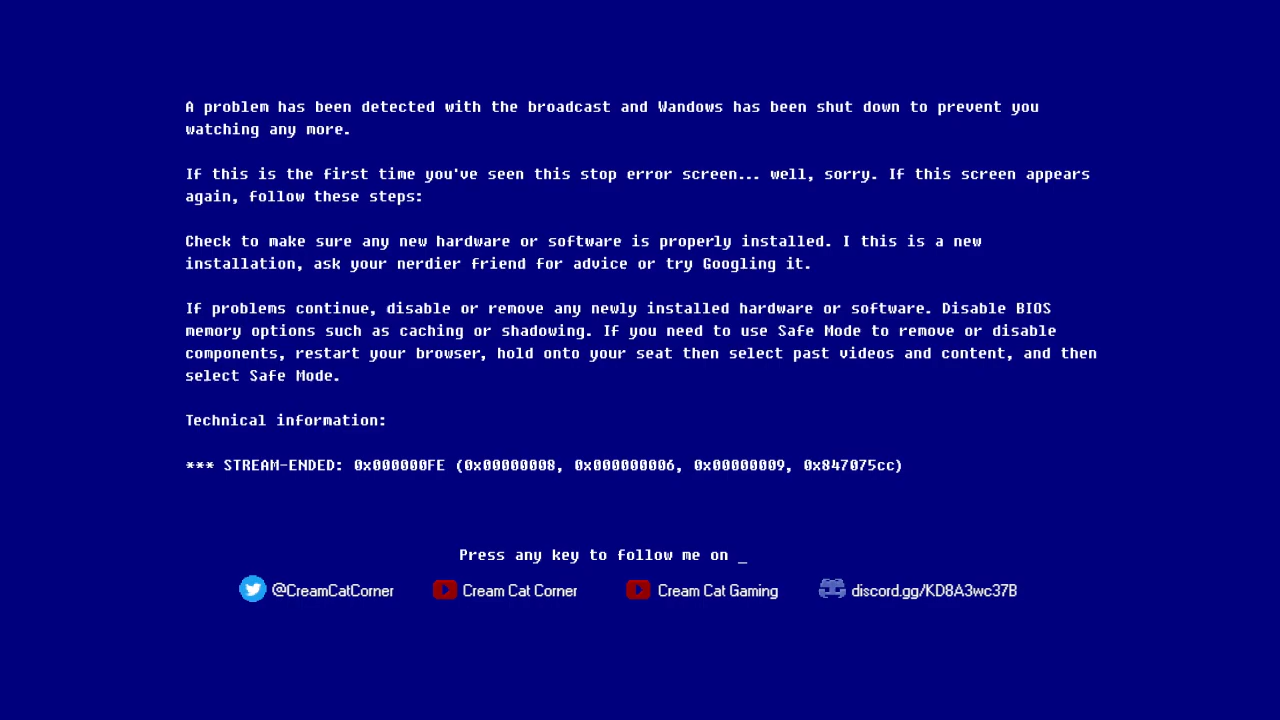 A problem has been detected with the broadcast and Wandows has been shut down to prevent you
watching any more.
If this is the first time you've seen this stop error screen... well, sorry. If this screen appears
again, follow these steps:
Check to make sure any new hardware or software is properly installed. I this is a new
installation, ask your nerdier friend for advice or try Googling it.
If problems continue, disable or remove any newly installed hardware or software. Disable BIOS
memory options such as caching or shadowing. If you need to use Safe Mode to remove or disable
components, restart your browser, hold onto your seat then select past videos and content, and then
select Safe Mode.
Technical information:
*** STREAM-ENDED: 0x000000FE (0x00000008, 0x000000006, 0x00000009, 0x847075cc)
Press any key to follow me on _
@CreamCatCorner Cream Cat Corner Cream Cat Gaming discord.gg/KD8A3wc37B